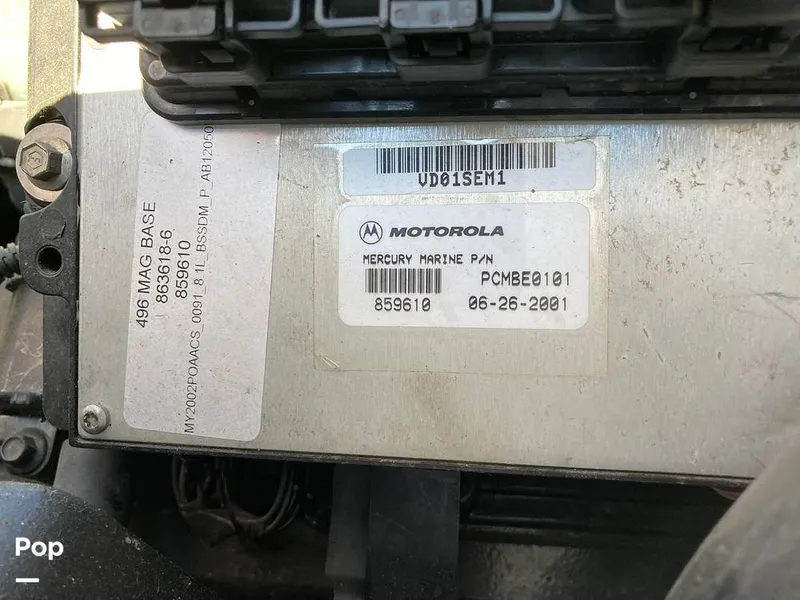 496 MAG BASE
863618-6
859610
MY2002POAACS_0091_8.1L_BSSDM_P_AB12050
VD01SEM1
MOTOROLA
MERCURY MARINE P/N
PCMBE0101
859610 06-26-2001
Pop